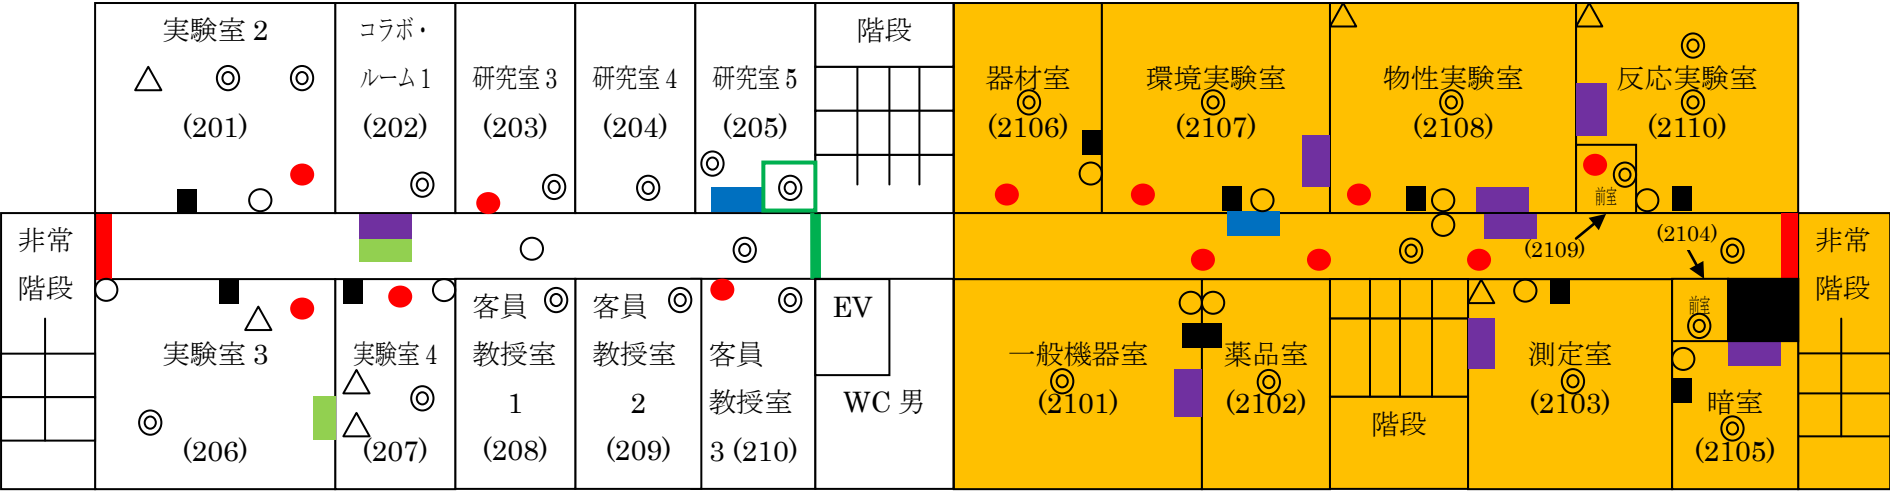 実験室 2
(201)
コラボ・
ルーム 1
(202)
研究室 3
(203)
研究室 4
(204)
研究室 5
(205)
階段
器材室
(2106)
環境実験室
(2107)
物性実験室
(2108)
反応実験室
(2110)
前室
(2109)
(2104)
非常
階段
非常
階段
実験室 3
(206)
実験室 4
(207)
客員
教授室
1
(208)
客員
教授室
2
(209)
客員
教授室
3 (210)
EV
WC 男
一般機器室
(2101)
薬品室
(2102)
階段
測定室
(2103)
前室
暗室
(2105)